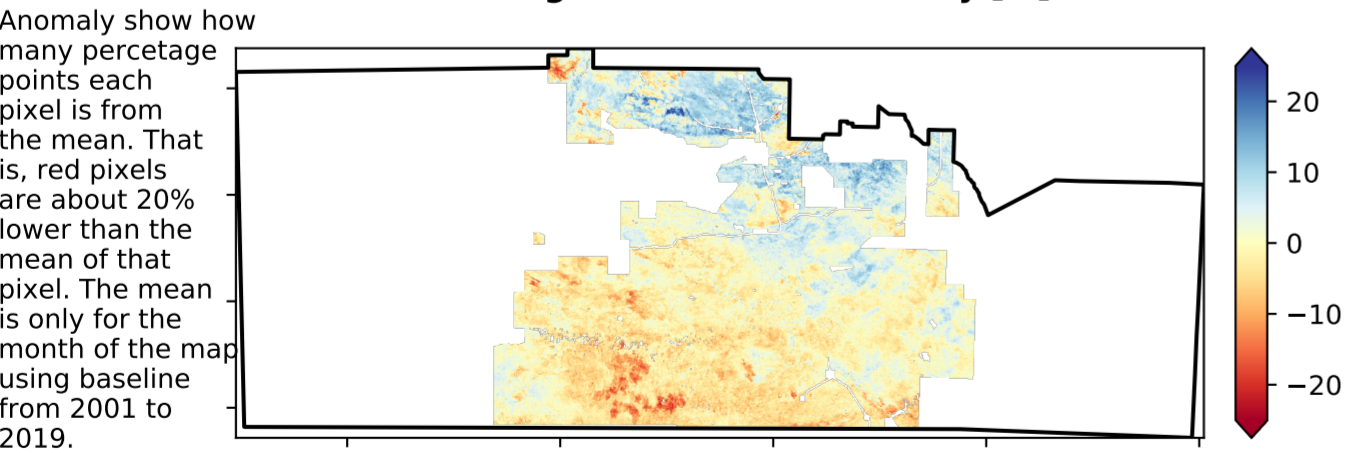 Anomaly show how
many percetage
points each
pixel is from
the mean. That
is, red pixels
are about 20%
lower than the
mean of that
pixel. The mean
is only for the
month of the map
using baseline
from 2001 to
2019.
20
10
0
−10
−20